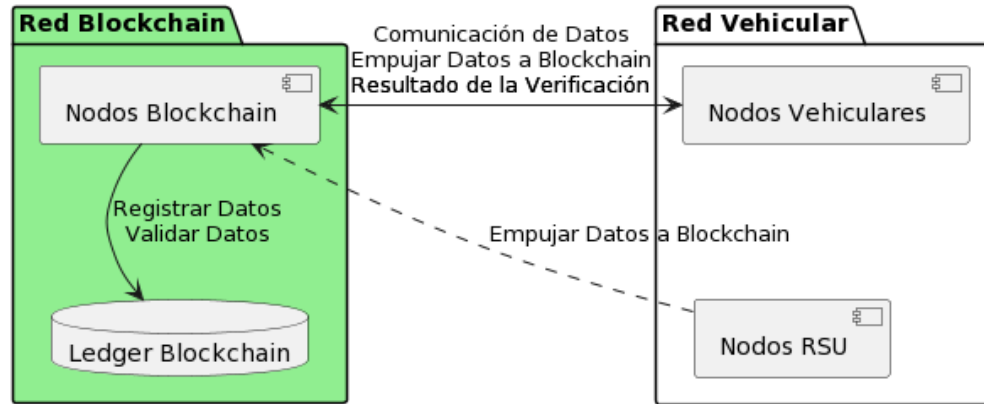 Red Blockchain
Red Vehicular
Comunicación de Datos
Empujar Datos a Blockchain
Resultado de la Verificación
Nodos Blockchain
Nodos Vehiculares
Registrar Datos
Validar Datos
Empujar Datos a Blockchain
Ledger Blockchain
Nodos RSU